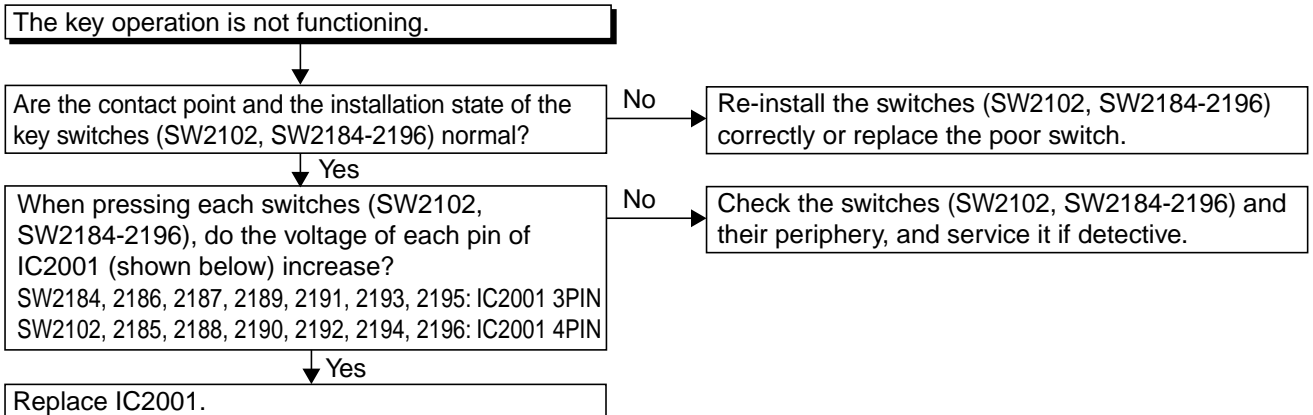 The key operation is not functioning.
Are the contact point and the installation state of the
key switches (SW2102, SW2184-2196) normal?
No
Re-install the switches (SW2102, SW2184-2196)
correctly or replace the poor switch.
Yes
When pressing each switches (SW2102,
SW2184-2196), do the voltage of each pin of
IC2001 (shown below) increase?
SW2184, 2186, 2187, 2189, 2191, 2193, 2195: IC2001 3PIN
SW2102, 2185, 2188, 2190, 2192, 2194, 2196: IC2001 4PIN
No
Check the switches (SW2102, SW2184-2196) and
their periphery, and service it if detective.
Yes
Replace IC2001.